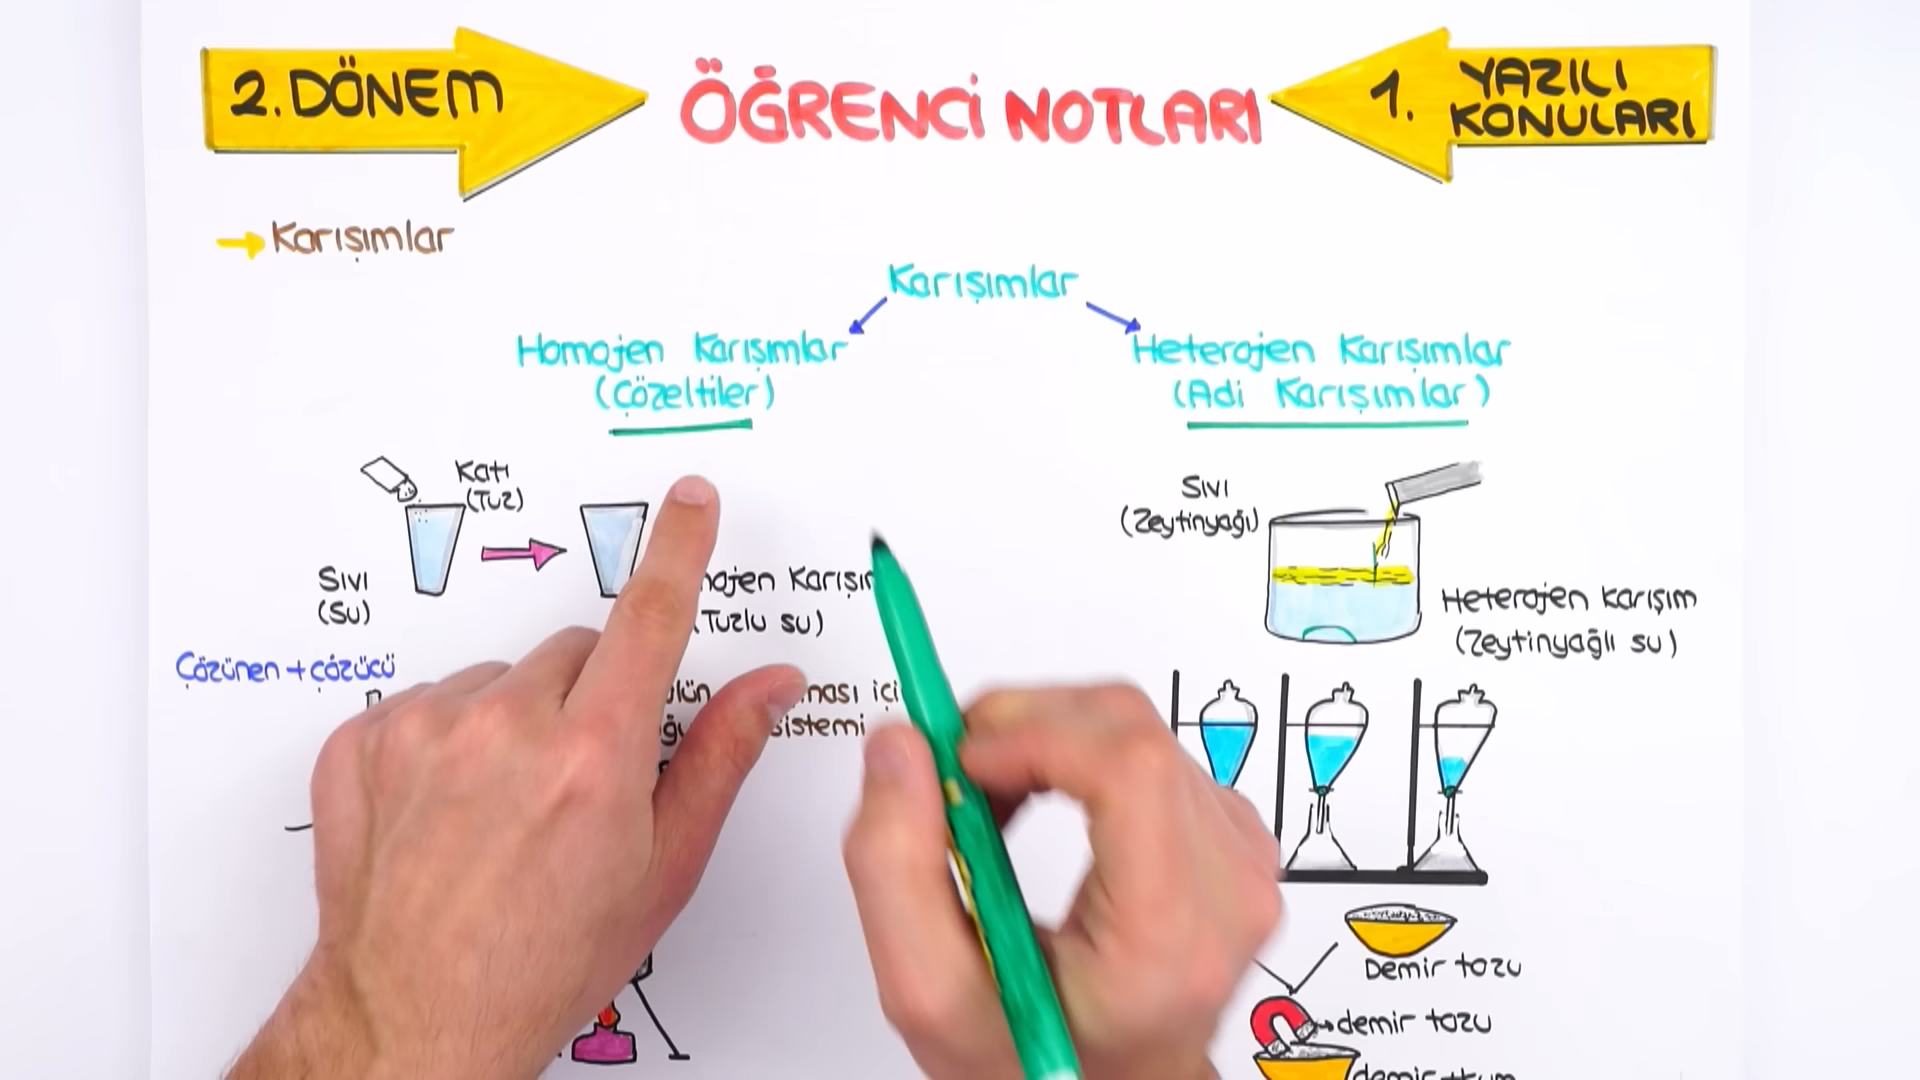 2. DÖNEM
ÖĞRENCİ NOTLARI
1. YAZILI
KONULARI
Karışımlar
Karışımlar
Homojen Karışımlar
(Çözeltiler)
Heterojen Karışımlar
(Adi Karışımlar)
Katı
(Tuz)
Sıvı
(Su)
(Tuzlu su)
Çözünen + çözücü
sistemi
Sıvı
(Zeytinyağı)
Heterojen karışım
(Zeytinyağlı su)
Demir tozu
demir tozu